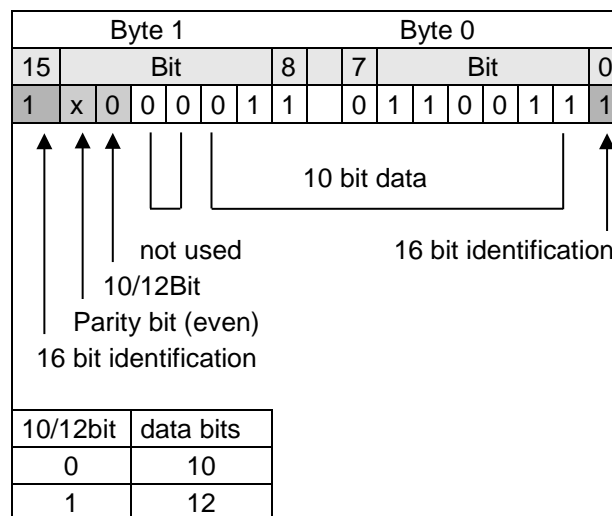 Byte 1 Byte 0
15 Bit 8 7 Bit 0
1 x 0 0 0 0 1 1 0 1 1 0 0 1 1 1
10 bit data
not used 16 bit identification
10/12Bit
Parity bit (even)
16 bit identification
10/12bit data bits
0 10
1 12